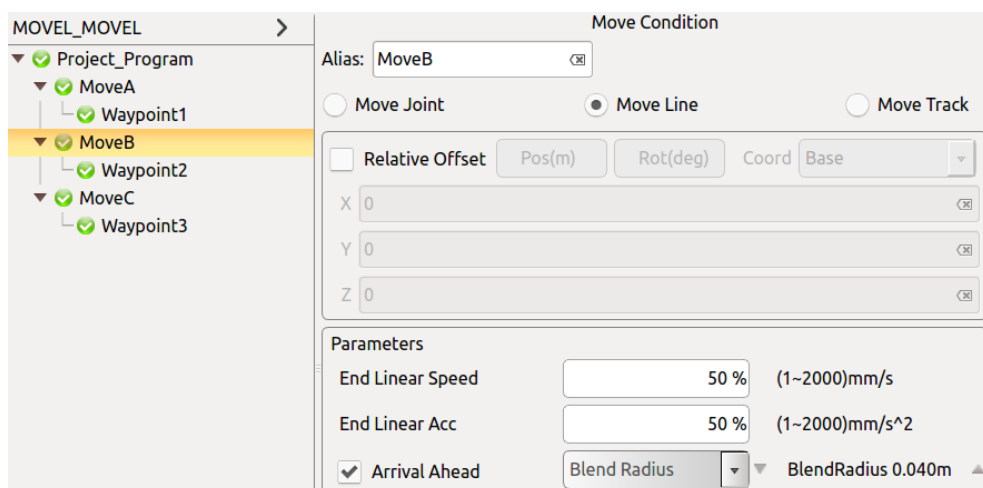 MOVEL_MOVEL
Project_Program
MoveA
Waypoint1
MoveB
Waypoint2
MoveC
Waypoint3
Move Condition
Alias: MoveB
Move Joint Move Line Move Track
Relative Offset Pos(m) Rot(deg) Coord Base
X 0
Y 0
Z 0
Parameters
End Linear Speed 50 % (1~2000)mm/s
End Linear Acc 50 % (1~2000)mm/s^2
Arrival Ahead Blend Radius BlendRadius 0.040m